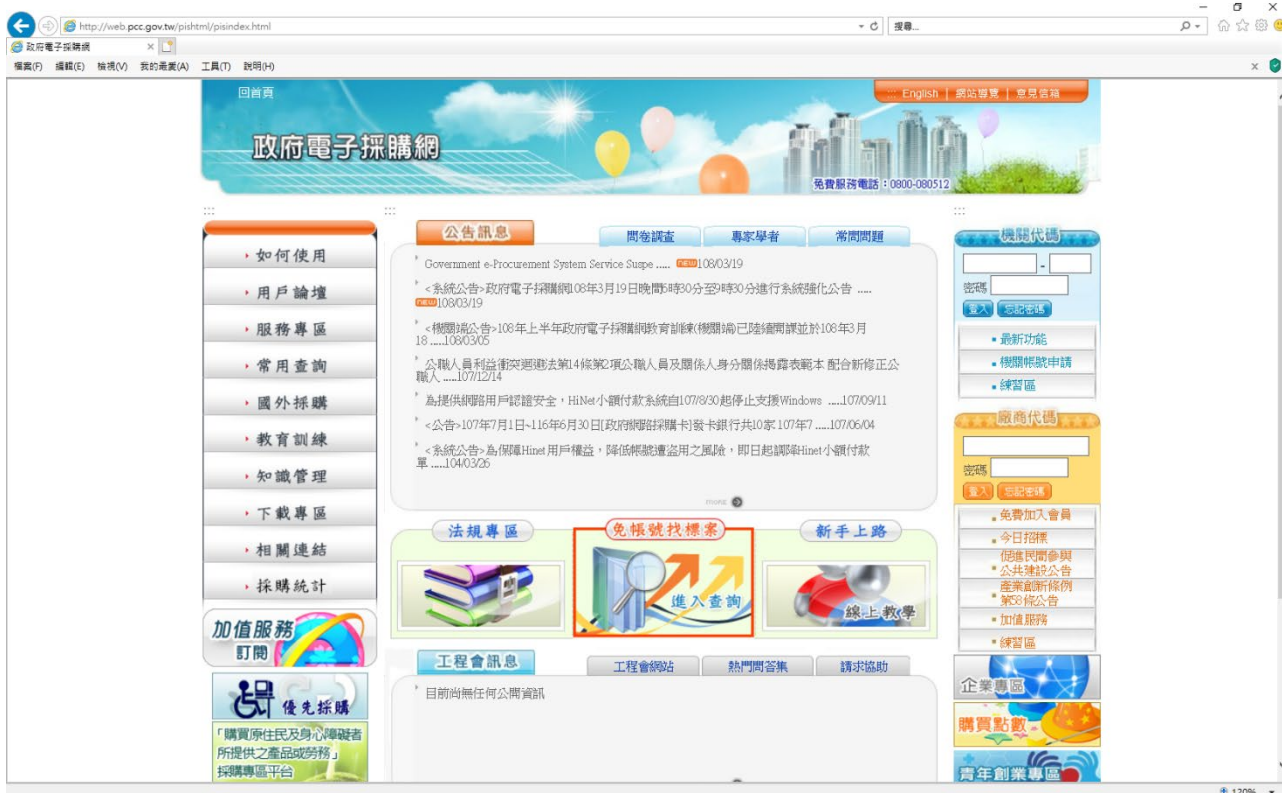 http://web.pcc.gov.tw/pishtml/pisindex.html
搜尋...
政府電子採購網
檔案(F) 編輯(E) 檢視(V) 我的最愛(A) 工具(T) 說明(H)
回首頁
::: English | 網站導覽 | 意見信箱
政府電子採購網
免費服務電話：0800-080512
:::
如何使用
用戶論壇
服務專區
常用查詢
國外採購
教育訓練
知識管理
下載專區
相關連結
採購統計
加值服務
訂閱
優先採購
「購買原住民及身心障礙者
所提供之產品或勞務」
採購專區平台
:::
公告訊息 問卷調查 專家學者 常問問題
Government e-Procurement System Service Suspe ..... NEW108/03/19
<系統公告>政府電子採購網108年3月19日晚間6時30分至9時30分進行系統強化公告 .....
NEW108/03/19
<機關端公告>108年上半年政府電子採購網教育訓練(機關端)已陸續開課並於108年3月
18 .....108/03/05
公職人員利益衝突迴避法第14條第2項公職人員及關係人身分關係揭露表範本 配合新修正公
職人 .....107/12/14
為提供網路用戶認證安全，HiNet小額付款系統自107/8/30起停止支援Windows .....107/09/11
<公告>107年7月1日~116年6月30日[政府網路採購卡]發卡銀行共10家 107年7 .....107/06/04
<系統公告>為保障Hinet用戶權益，降低帳號遭盜用之風險，即日起調降Hinet小額付款
單 .....104/03/26
more
法規專區 免帳號找標案 新手上路
進入查詢
線上教學
工程會訊息 工程會網站 熱門問答集 請求協助
目前尚無任何公開資訊
:::
機關代碼
-
密碼
登入 忘記密碼
最新功能
機關帳號申請
練習區
廠商代碼
密碼
登入 忘記密碼
免費加入會員
今日招標
促進民間參與
公共建設公告
產業創新條例
第58條公告
加值服務
練習區
企業專區
購買點數
青年創業專區
120%